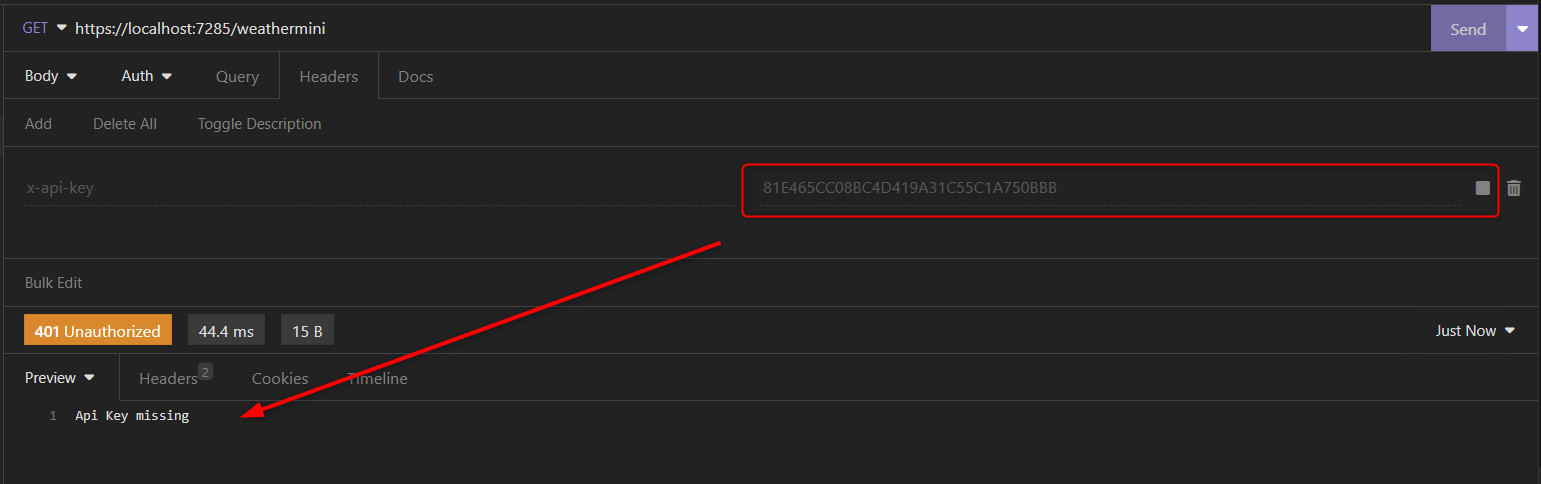 GET https://localhost:7285/weathermini Send
Body Auth Query Headers Docs
Add Delete All Toggle Description
x-api-key 81E465CC08BC4D419A31C55C1A750BBB
Bulk Edit
401 Unauthorized 44.4 ms 15 B Just Now
Preview Headers 2 Cookies Timeline
1 Api Key missing